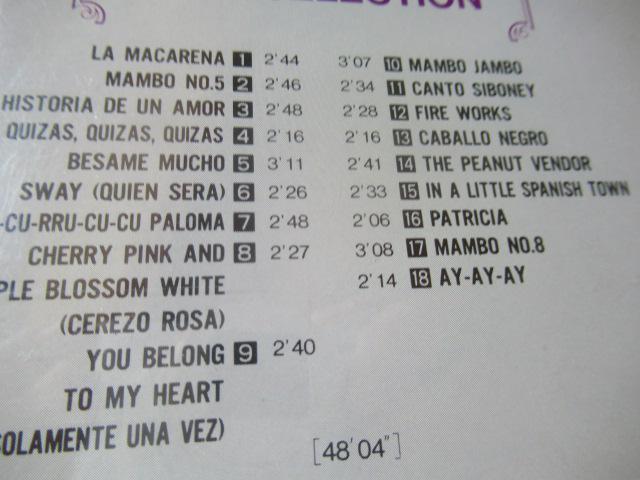 LECTION
LA MACARENA 1 2'44
MAMBO NO.5 2 2'46
HISTORIA DE UN AMOR 3 2'48
QUIZAS, QUIZAS, QUIZAS 4 2'16
BESAME MUCHO 5 3'11
SWAY (QUIEN SERA) 6 2'26
-CU-RRU-CU-CU PALOMA 7 2'48
CHERRY PINK AND 8 2'27
PLE BLOSSOM WHITE
(CEREZO ROSA)
YOU BELONG 9 2'40
TO MY HEART
SOLAMENTE UNA VEZ)
3'07 10 MAMBO JAMBO
2'34 11 CANTO SIBONEY
2'28 12 FIRE WORKS
2'16 13 CABALLO NEGRO
2'41 14 THE PEANUT VENDOR
2'33 15 IN A LITTLE SPANISH TOWN
2'06 16 PATRICIA
3'08 17 MAMBO NO.8
2'14 18 AY-AY-AY
[48'04"]